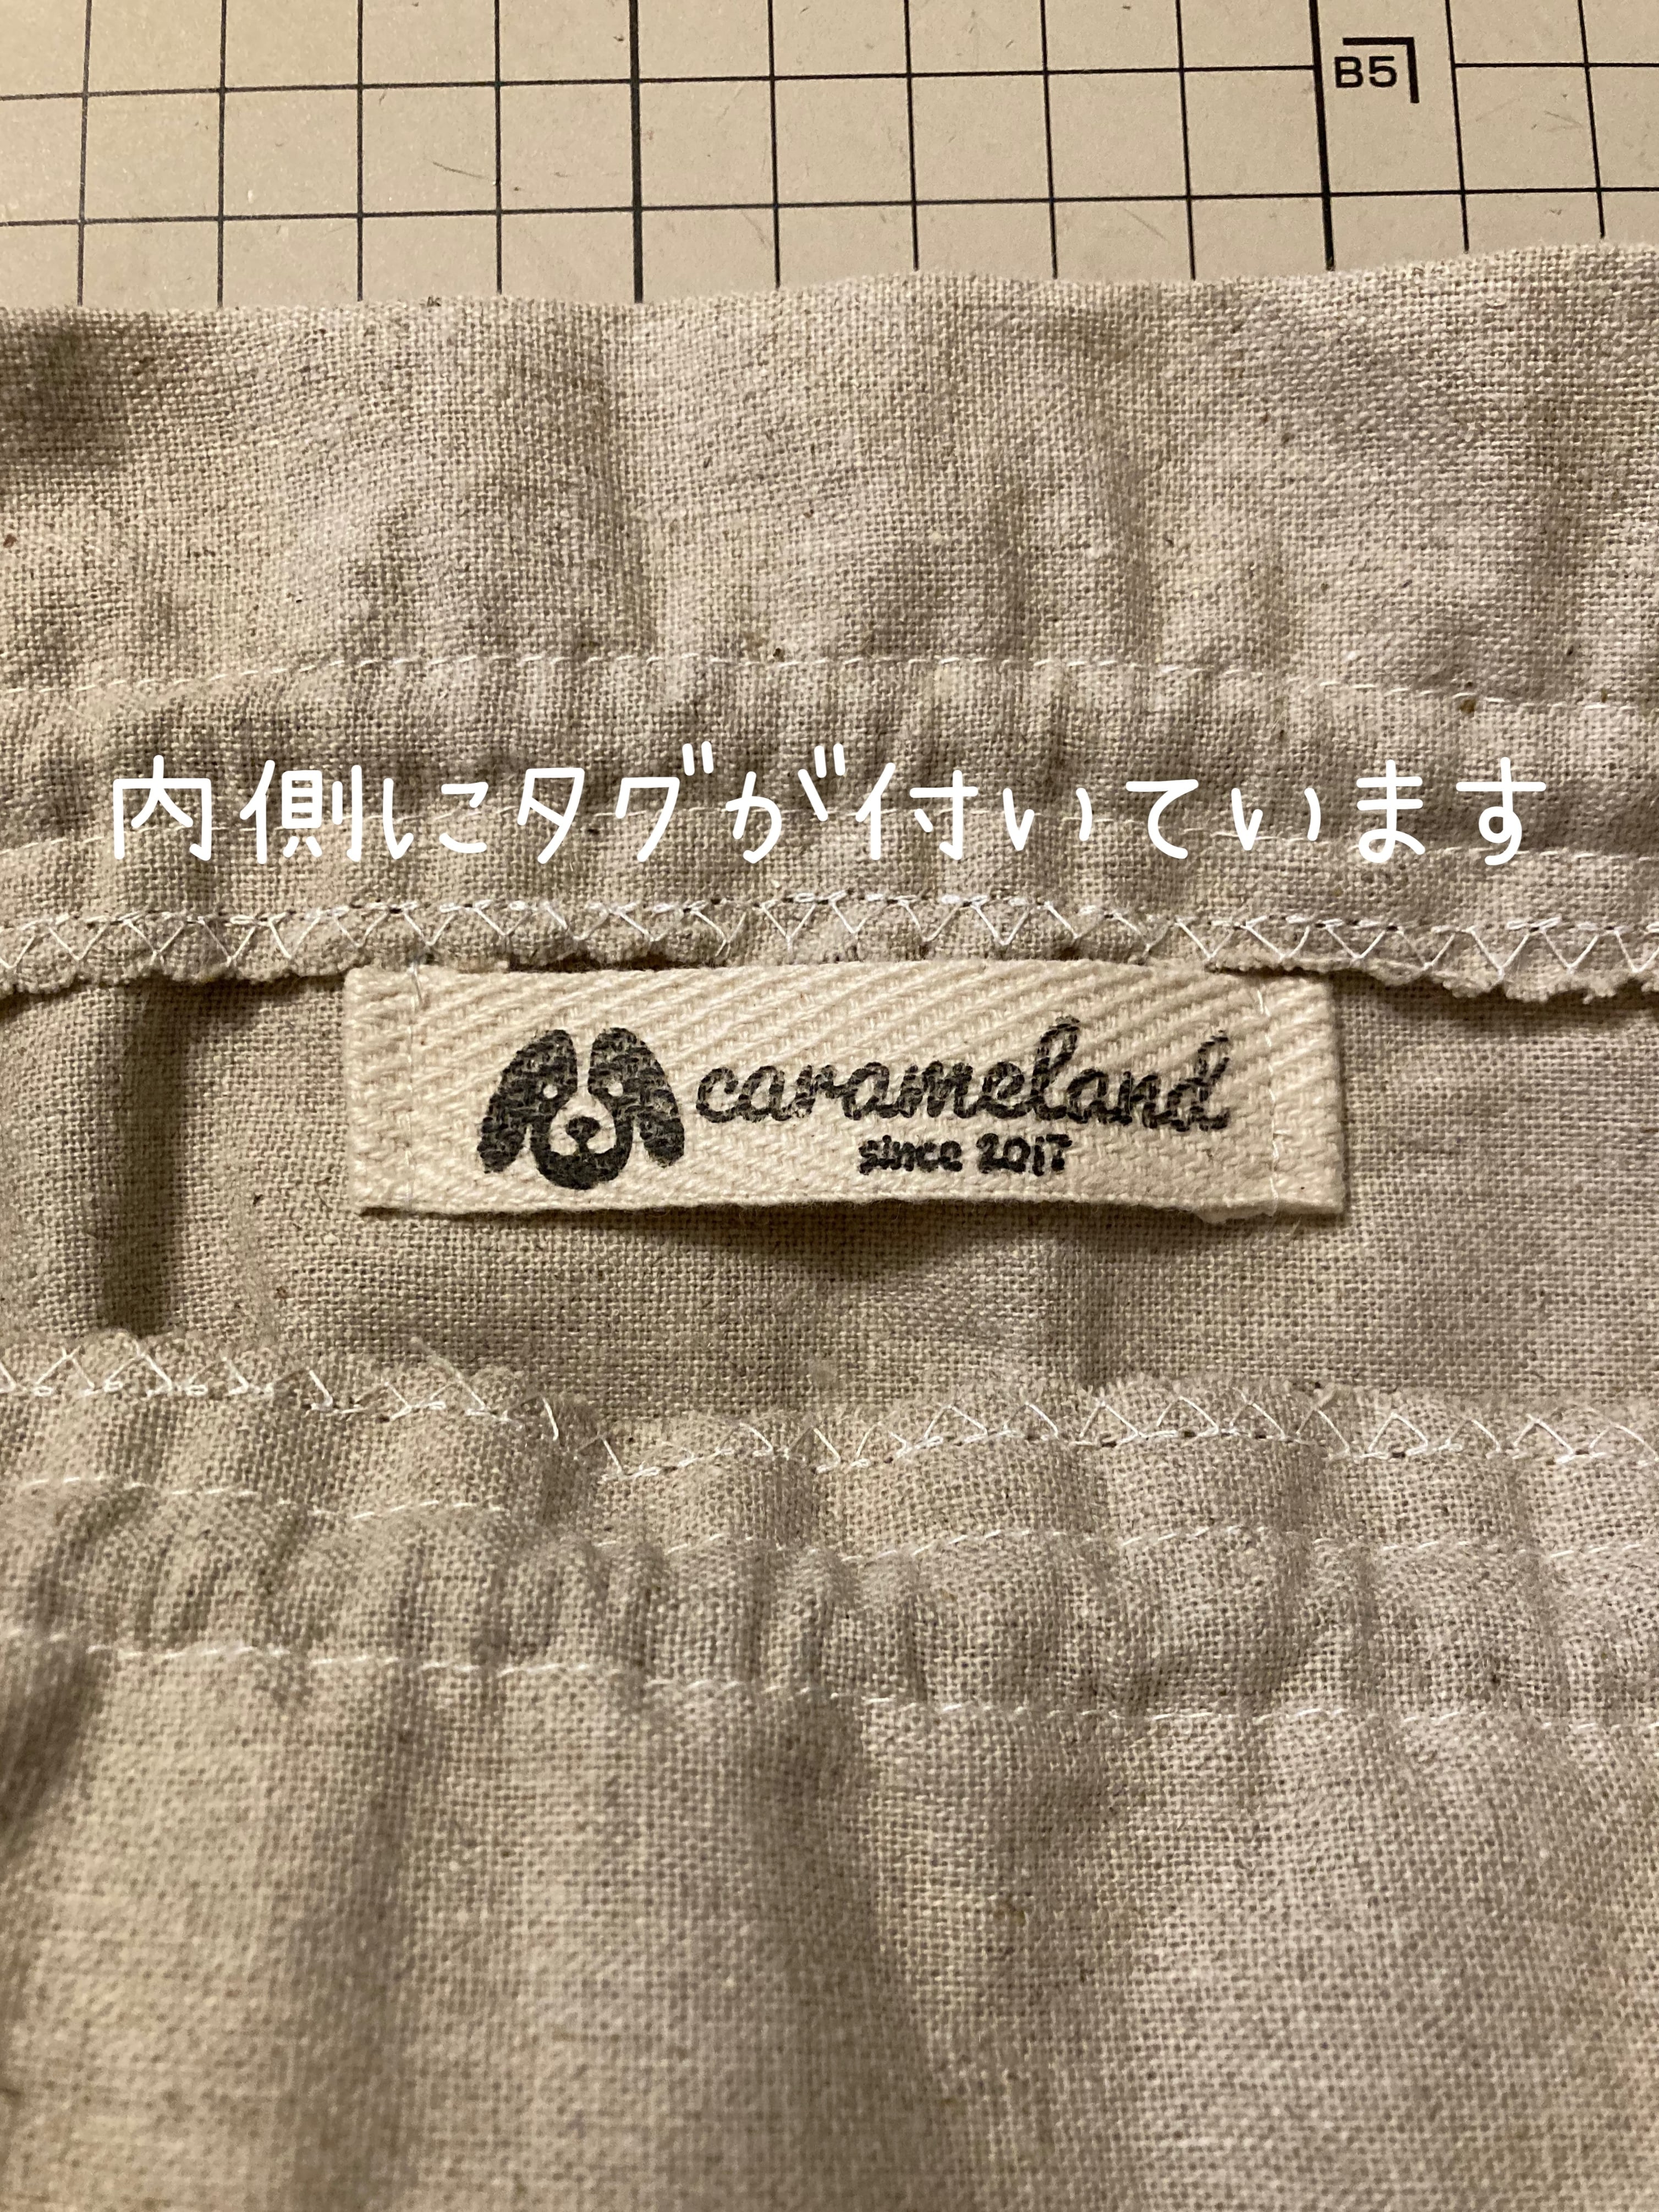 B5
内側にタグが付いています
carameland
since 2017